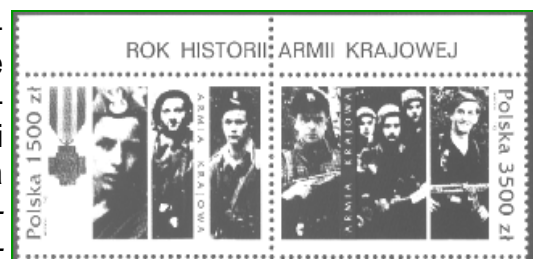 ROK HISTORII ARMII KRAJOWEJ
Polska 1500 zł
ARMIA KRAJOWA
ARMIA KRAJOWA
Polska 3500 zł